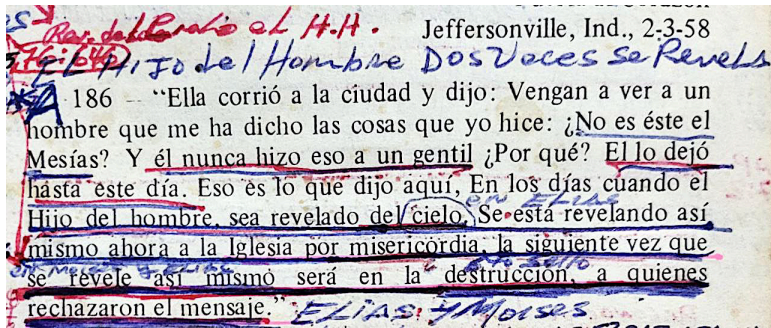 Jeffersonville, Ind., 2-3-58
el H.H.
EL HIJO del Hombre DOS Veces Se Revela
186 – “Ella corrió a la ciudad y dijo: Vengan a ver a un
hombre que me ha dicho las cosas que yo hice: ¿No es éste el
Mesías? Y él nunca hizo eso a un gentil ¿Por qué? El lo dejó
hasta este día. Eso es lo que dijo aquí, En los días cuando el
en ELIAS
Hijo del hombre, sea revelado del cielo. Se está revelando así
mismo ahora a la Iglesia por misericordia, la siguiente vez que
sello
se revele así mismo será en la destrucción, a quienes
rechazaron el mensaje.” ELIAS y Moises